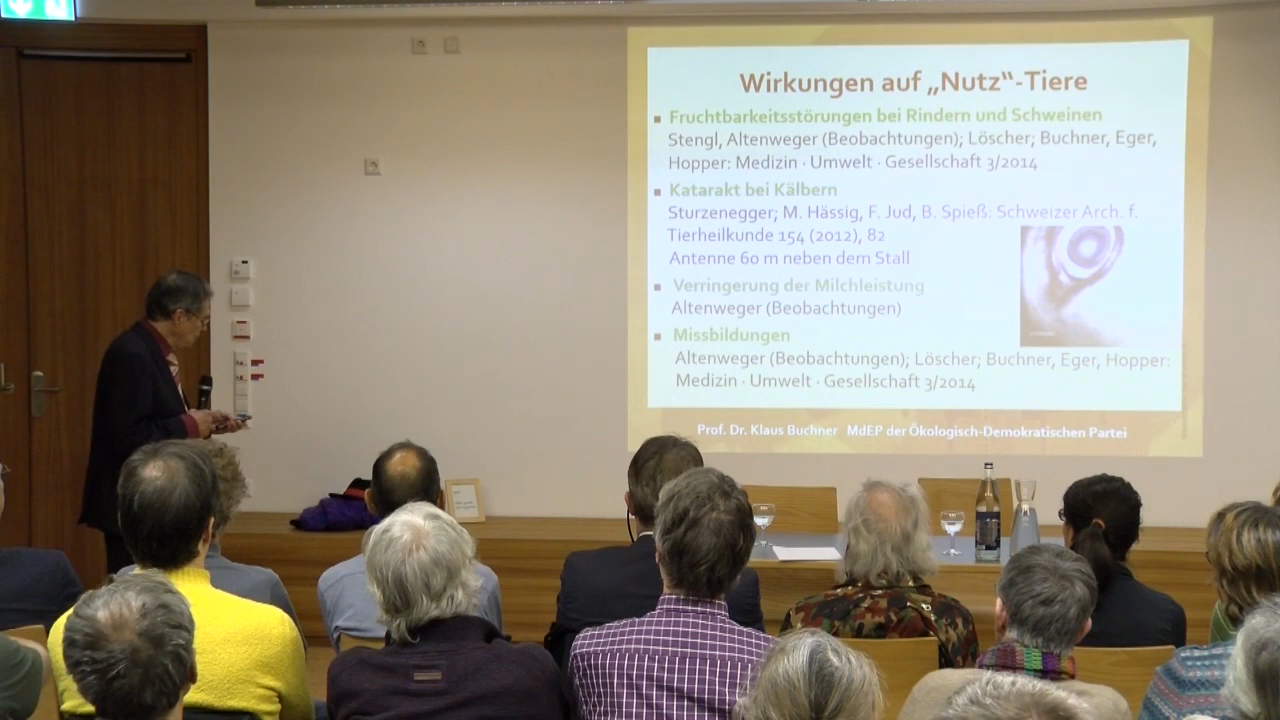 Wirkungen auf „Nutz“-Tiere
▪ Fruchtbarkeitsstörungen bei Rindern und Schweinen
Stengl, Altenweger (Beobachtungen); Löscher; Buchner, Eger,
Hopper: Medizin · Umwelt · Gesellschaft 3/2014
▪ Katarakt bei Kälbern
Sturzenegger; M. Hässig, F. Jud, B. Spieß: Schweizer Arch. f.
Tierheilkunde 154 (2012), 82
Antenne 60 m neben dem Stall
▪ Verringerung der Milchleistung
Altenweger (Beobachtungen)
▪ Missbildungen
Altenweger (Beobachtungen); Löscher; Buchner, Eger, Hopper:
Medizin · Umwelt · Gesellschaft 3/2014
Prof. Dr. Klaus Buchner MdEP der Ökologisch-Demokratischen Partei